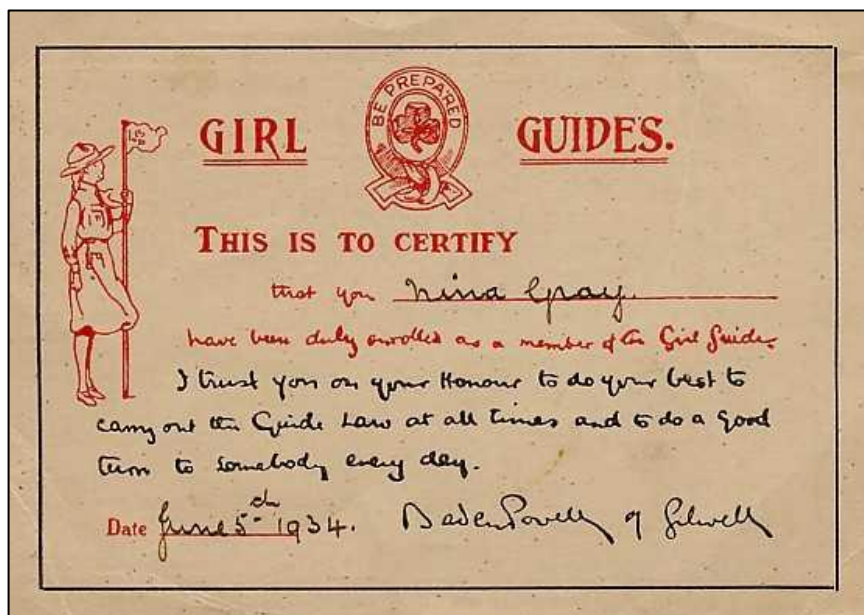 BE PREPARED
GIRL GUIDES.
THIS IS TO CERTIFY
that you Nina Gray.
have been duly enrolled as a member of the Girl Guides.
I trust you on your Honour to do your best to
carry out the Guide Law at all times and to do a good
turn to somebody every day.
Date June 5th 1934. Baden Powell of Gilwell